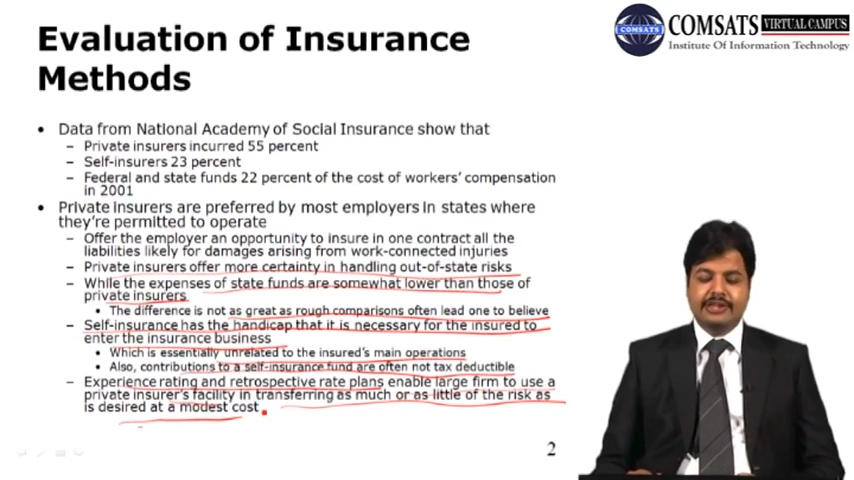 Evaluation of Insurance
Methods
COMSATS
COMSATS VIRTUAL CAMPUS
Institute Of Information Technology
• Data from National Academy of Social Insurance show that
– Private insurers incurred 55 percent
– Self-insurers 23 percent
– Federal and state funds 22 percent of the cost of workers' compensation
in 2001
• Private insurers are preferred by most employers in states where
they're permitted to operate
– Offer the employer an opportunity to insure in one contract all the
liabilities likely for damages arising from work-connected injuries
– Private insurers offer more certainty in handling out-of-state risks
– While the expenses of state funds are somewhat lower than those of
private insurers
• The difference is not as great as rough comparisons often lead one to believe
– Self-insurance has the handicap that it is necessary for the insured to
enter the insurance business
• Which is essentially unrelated to the insured's main operations
• Also, contributions to a self-insurance fund are often not tax deductible
– Experience rating and retrospective rate plans enable large firm to use a
private insurer's facility in transferring as much or as little of the risk as
is desired at a modest cost
2